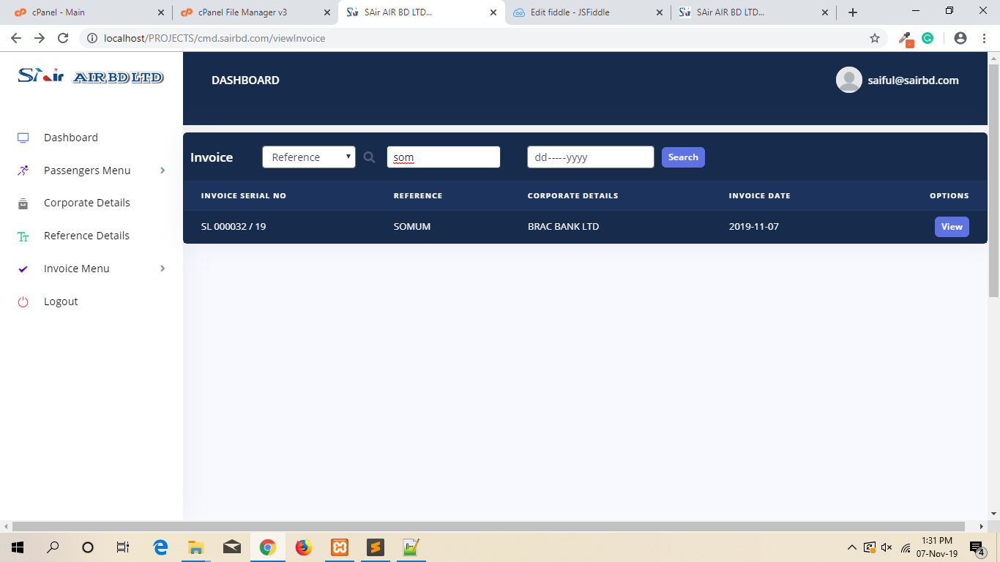 cPanel - Main
cPanel File Manager v3
SAir AIR BD LTD...
Edit fiddle - JSFiddle
SAir AIR BD LTD...
localhost/PROJECTS/cmd.sairbd.com/viewInvoice
SAir AIR BD LTD
DASHBOARD
saiful@sairbd.com
Dashboard
Passengers Menu
Corporate Details
Reference Details
Invoice Menu
Logout
Invoice
Reference
som
dd-----yyyy
Search
INVOICE SERIAL NO REFERENCE CORPORATE DETAILS INVOICE DATE OPTIONS
SL 000032 / 19 SOMUM BRAC BANK LTD 2019-11-07 View
1:31 PM
07-Nov-19
4